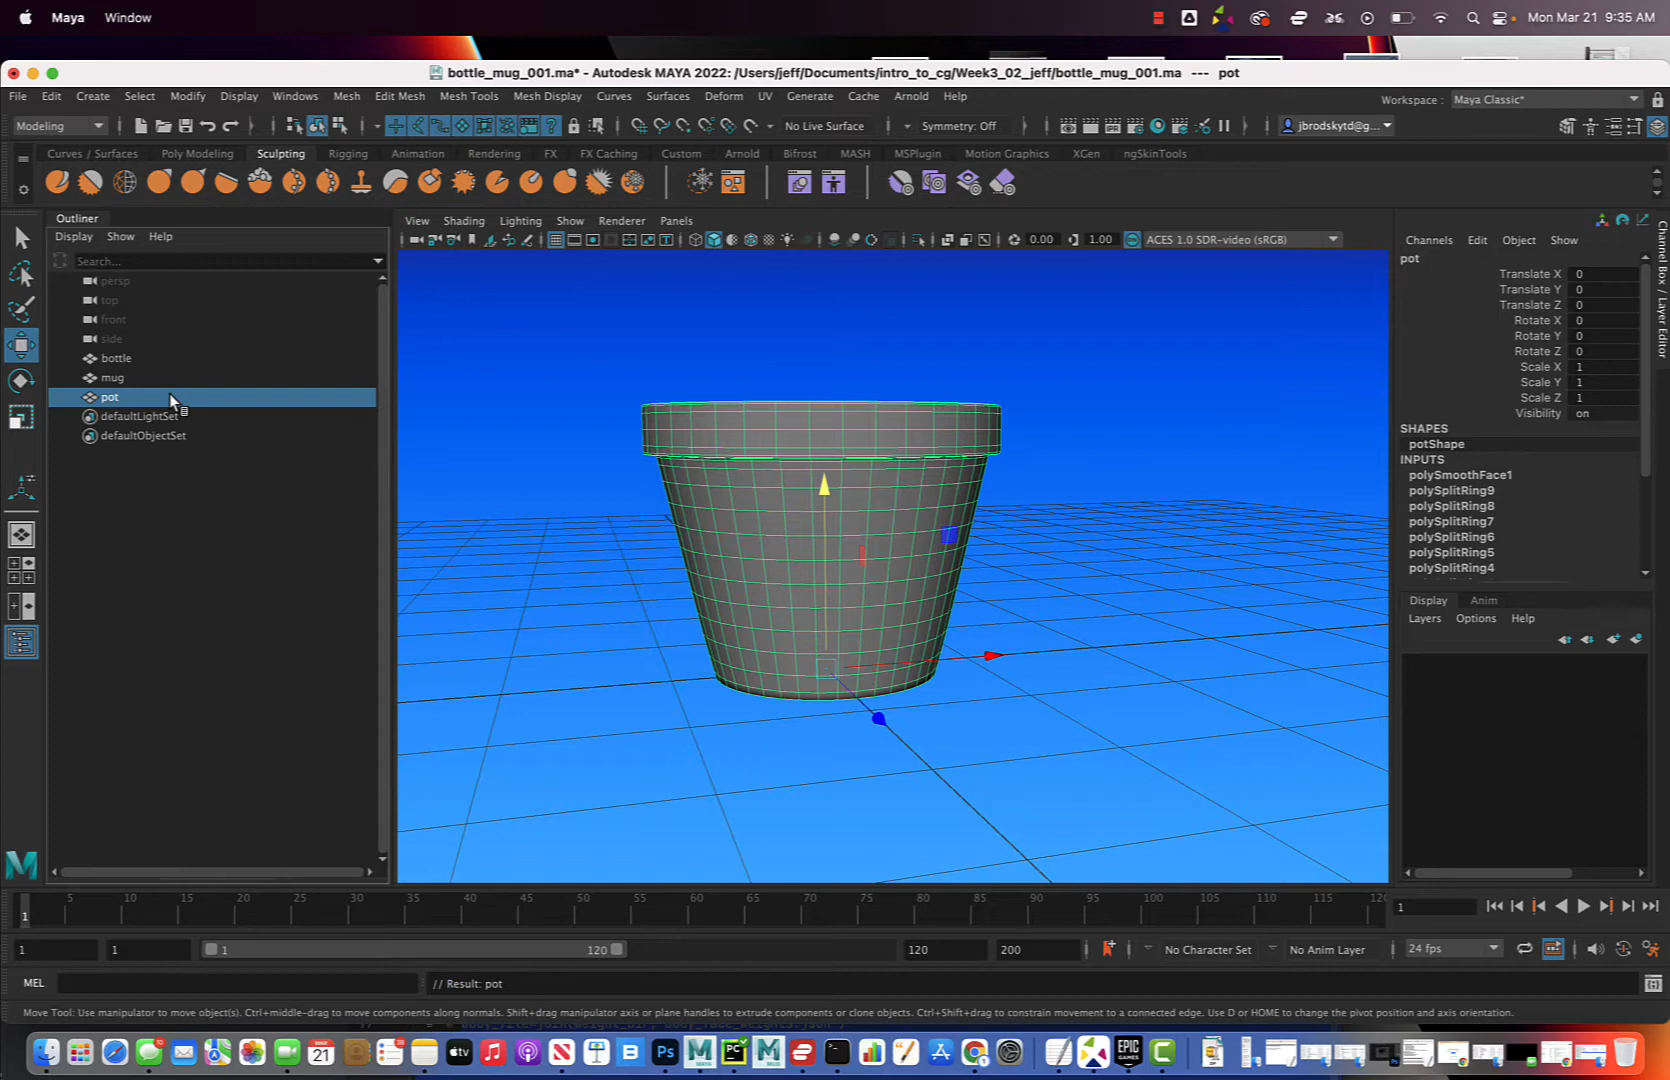 Maya Window Mon Mar 21 9:35 AM
bottle_mug_001.ma* - Autodesk MAYA 2022: /Users/jeff/Documents/intro_to_cg/Week3_02_jeff/bottle_mug_001.ma --- pot
File Edit Create Select Modify Display Windows Mesh Edit Mesh Mesh Tools Mesh Display Curves Surfaces Deform UV Generate Cache Arnold Help Workspace : Maya Classic*
Modeling No Live Surface Symmetry: Off jbrodskytd@g...
Curves / Surfaces Poly Modeling Sculpting Rigging Animation Rendering FX FX Caching Custom Arnold Bifrost MASH MSPlugin Motion Graphics XGen ngSkinTools
Outliner
Display Show Help
Search...
persp
top
front
side
bottle
mug
pot
defaultLightSet
defaultObjectSet
View Shading Lighting Show Renderer Panels
0.00 1.00 ACES 1.0 SDR-video (sRGB)
Channels Edit Object Show
pot
Translate X 0
Translate Y 0
Translate Z 0
Rotate X 0
Rotate Y 0
Rotate Z 0
Scale X 1
Scale Y 1
Scale Z 1
Visibility on
SHAPES
potShape
INPUTS
polySmoothFace1
polySplitRing9
polySplitRing8
polySplitRing7
polySplitRing6
polySplitRing5
polySplitRing4
Channel Box / Layer Editor
Display Anim
Layers Options Help
5 10 15 20 25 30 35 40 45 50 55 60 65 70 75 80 85 90 95 100 105 110 115 120
1 1
1 1 1 120 120 200 No Character Set No Anim Layer 24 fps
MEL // Result: pot
Move Tool: Use manipulator to move object(s). Ctrl+middle-drag to move components along normals. Shift+drag manipulator axis or plane handles to extrude components or clone objects. Ctrl+Shift+drag to constrain movement to a connected edge. Use D or HOME to change the pivot position and axis orientation.
MAR
21